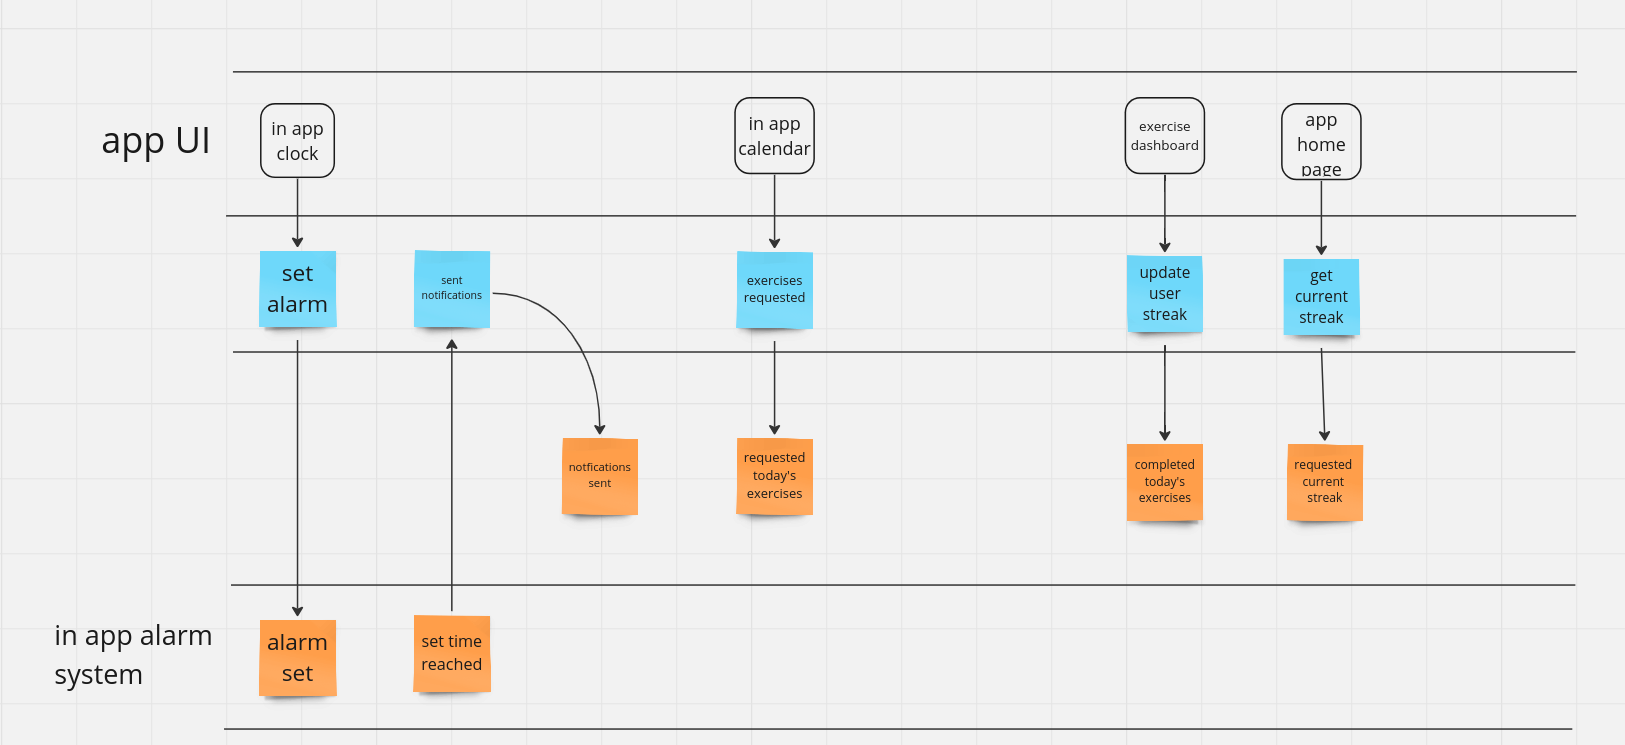 app UI
in app
clock
in app
calendar
exercise
dashboard
app
home
page
set
alarm
sent
notifications
exercises
requested
update
user
streak
get
current
streak
notfications
sent
requested
today's
exercises
completed
today's
exercises
requested
current
streak
in app alarm
system
alarm
set
set time
reached